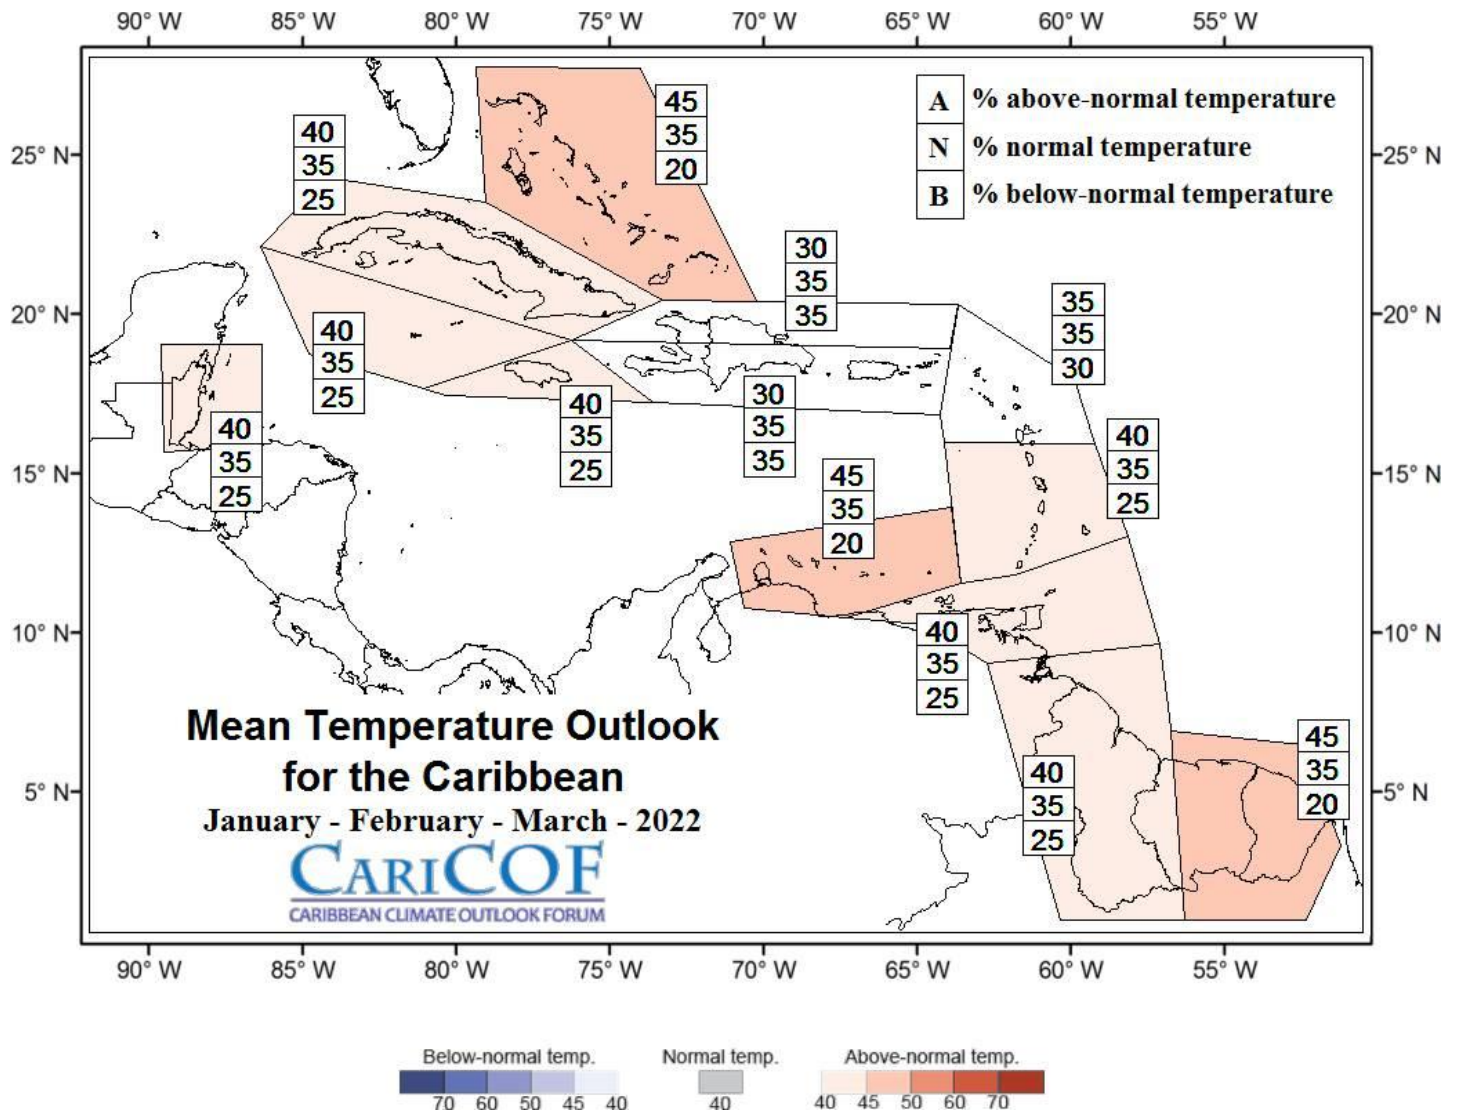 90° W 85° W 80° W 75° W 70° W 65° W 60° W 55° W
A % above-normal temperature
N % normal temperature
B % below-normal temperature
25° N
20° N
15° N
10° N
5° N
25° N
20° N
15° N
10° N
5° N
40
35
25
45
35
20
30
35
35
35
35
30
40
35
25
40
35
25
30
35
35
40
35
25
40
35
25
45
35
20
40
35
25
40
35
25
45
35
20
Mean Temperature Outlook
for the Caribbean
January - February - March - 2022
CARICOF
CARIBBEAN CLIMATE OUTLOOK FORUM
90° W 85° W 80° W 75° W 70° W 65° W 60° W 55° W
Below-normal temp. Normal temp. Above-normal temp.
70 60 50 45 40 40 40 45 50 60 70